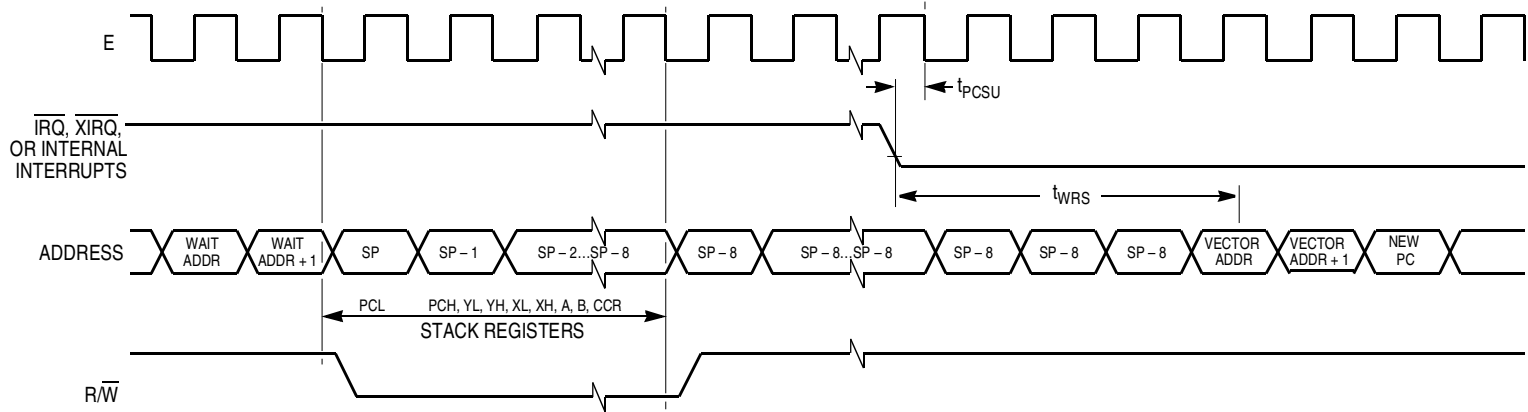 E
tPCSU
IRQ, XIRQ,
OR INTERNAL
INTERRUPTS
tWRS
ADDRESS
WAIT
ADDR
WAIT
ADDR + 1
SP
SP – 1
SP – 2...SP – 8
SP – 8
SP – 8...SP – 8
SP – 8
SP – 8
SP – 8
VECTOR
ADDR
VECTOR
ADDR + 1
NEW
PC
PCL
PCH, YL, YH, XL, XH, A, B, CCR
STACK REGISTERS
R/W